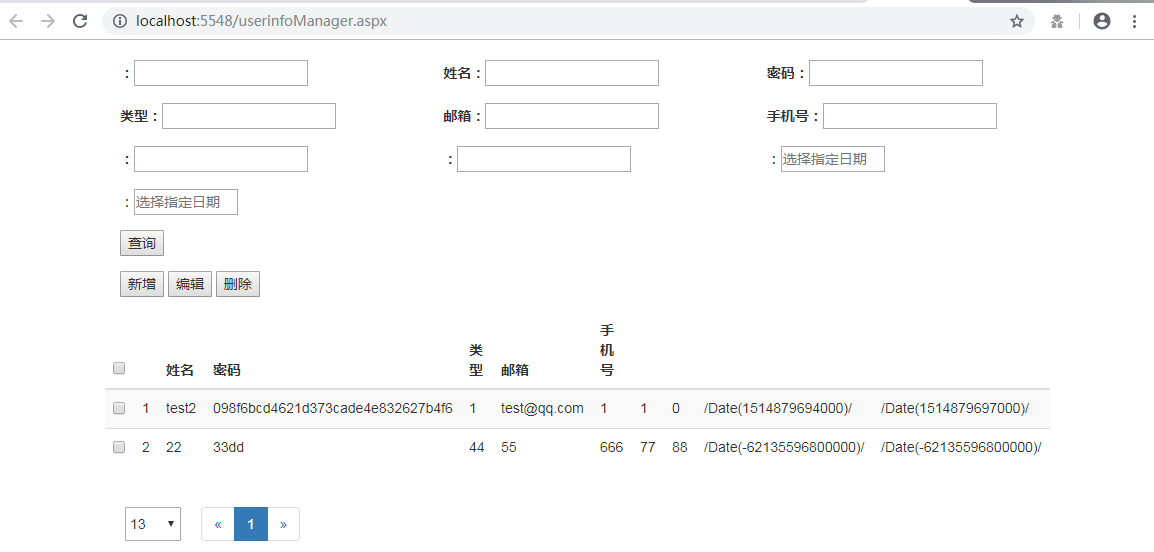 localhost:5548/userinfoManager.aspx
： 姓名： 密码：
类型： 邮箱： 手机号：
： ： ：选择指定日期
：选择指定日期
查询
新增 编辑 删除
姓名 密码 类型 邮箱 手机号
1 test2 098f6bcd4621d373cade4e832627b4f6 1 test@qq.com 1 1 0 /Date(1514879694000)/ /Date(1514879697000)/
2 22 33dd 44 55 666 77 88 /Date(-62135596800000)/ /Date(-62135596800000)/
13 « 1 »